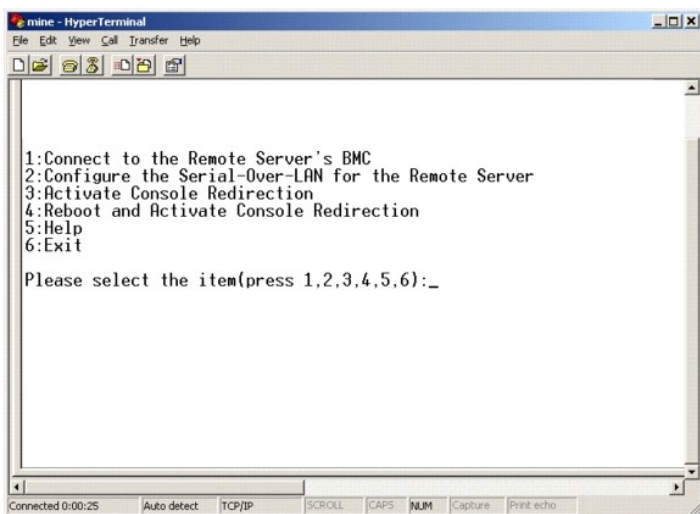 mine - HyperTerminal
File Edit View Call Transfer Help
1:Connect to the Remote Server's BMC
2:Configure the Serial-Over-LAN for the Remote Server
3:Activate Console Redirection
4:Reboot and Activate Console Redirection
5:Help
6:Exit
Please select the item(press 1,2,3,4,5,6):_
Connected 0:00:25 Auto detect TCP/IP SCROLL CAPS NUM Capture Print echo